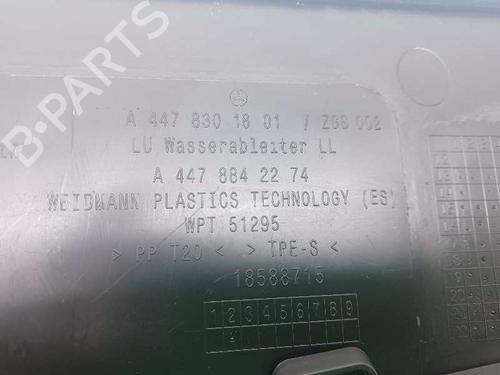 A 447 830 18 01 / ZGS 002
LU Wasserableiter LL
A 447 884 22 74
WEIDMANN PLASTICS TECHNOLOGY (ES)
WPT 51295
> PP T20 < > TPE-S <
18588715
1 2 3 4 5 6 7 8 9